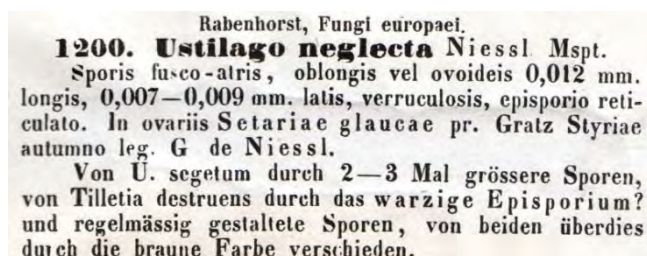 Rabenhorst, Fungi europaei.
1200. Ustilago neglecta Niessl Mspt.
Sporis fusco-atris, oblongis vel ovoideis 0,012 mm.
longis, 0,007—0,009 mm. latis, verruculosis, episporio reti-
culato. In ovariis Setariae glaucae pr. Gratz Styriae
autumno leg. G de Niessl.
Von U. segetum durch 2—3 Mal grössere Sporen,
von Tilletia destruens durch das warzige Episporium?
und regelmässig gestaltete Sporen, von beiden überdies
durch die braune Farbe verschieden.